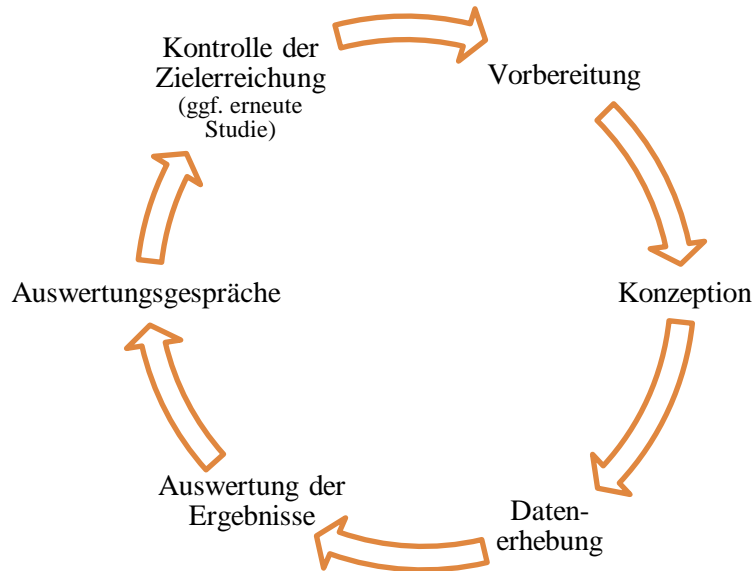 Kontrolle der
Zielerreichung
(ggf. erneute
Studie)
Vorbereitung
Konzeption
Daten-
erhebung
Auswertung der
Ergebnisse
Auswertungsgespräche